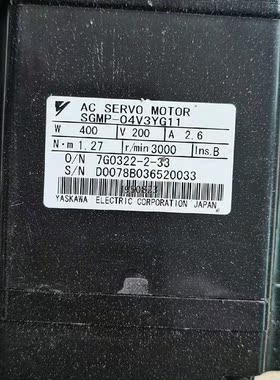 AC SERVO MOTOR
SGMP-04V3YG11
W 400 V 200 A 2.6
N·m 1.27 r/min 3000 Ins.B
O/N 7G0322-2-33
S/N D0078B036520033
YASKAWA ELECTRIC CORPORATION JAPAN